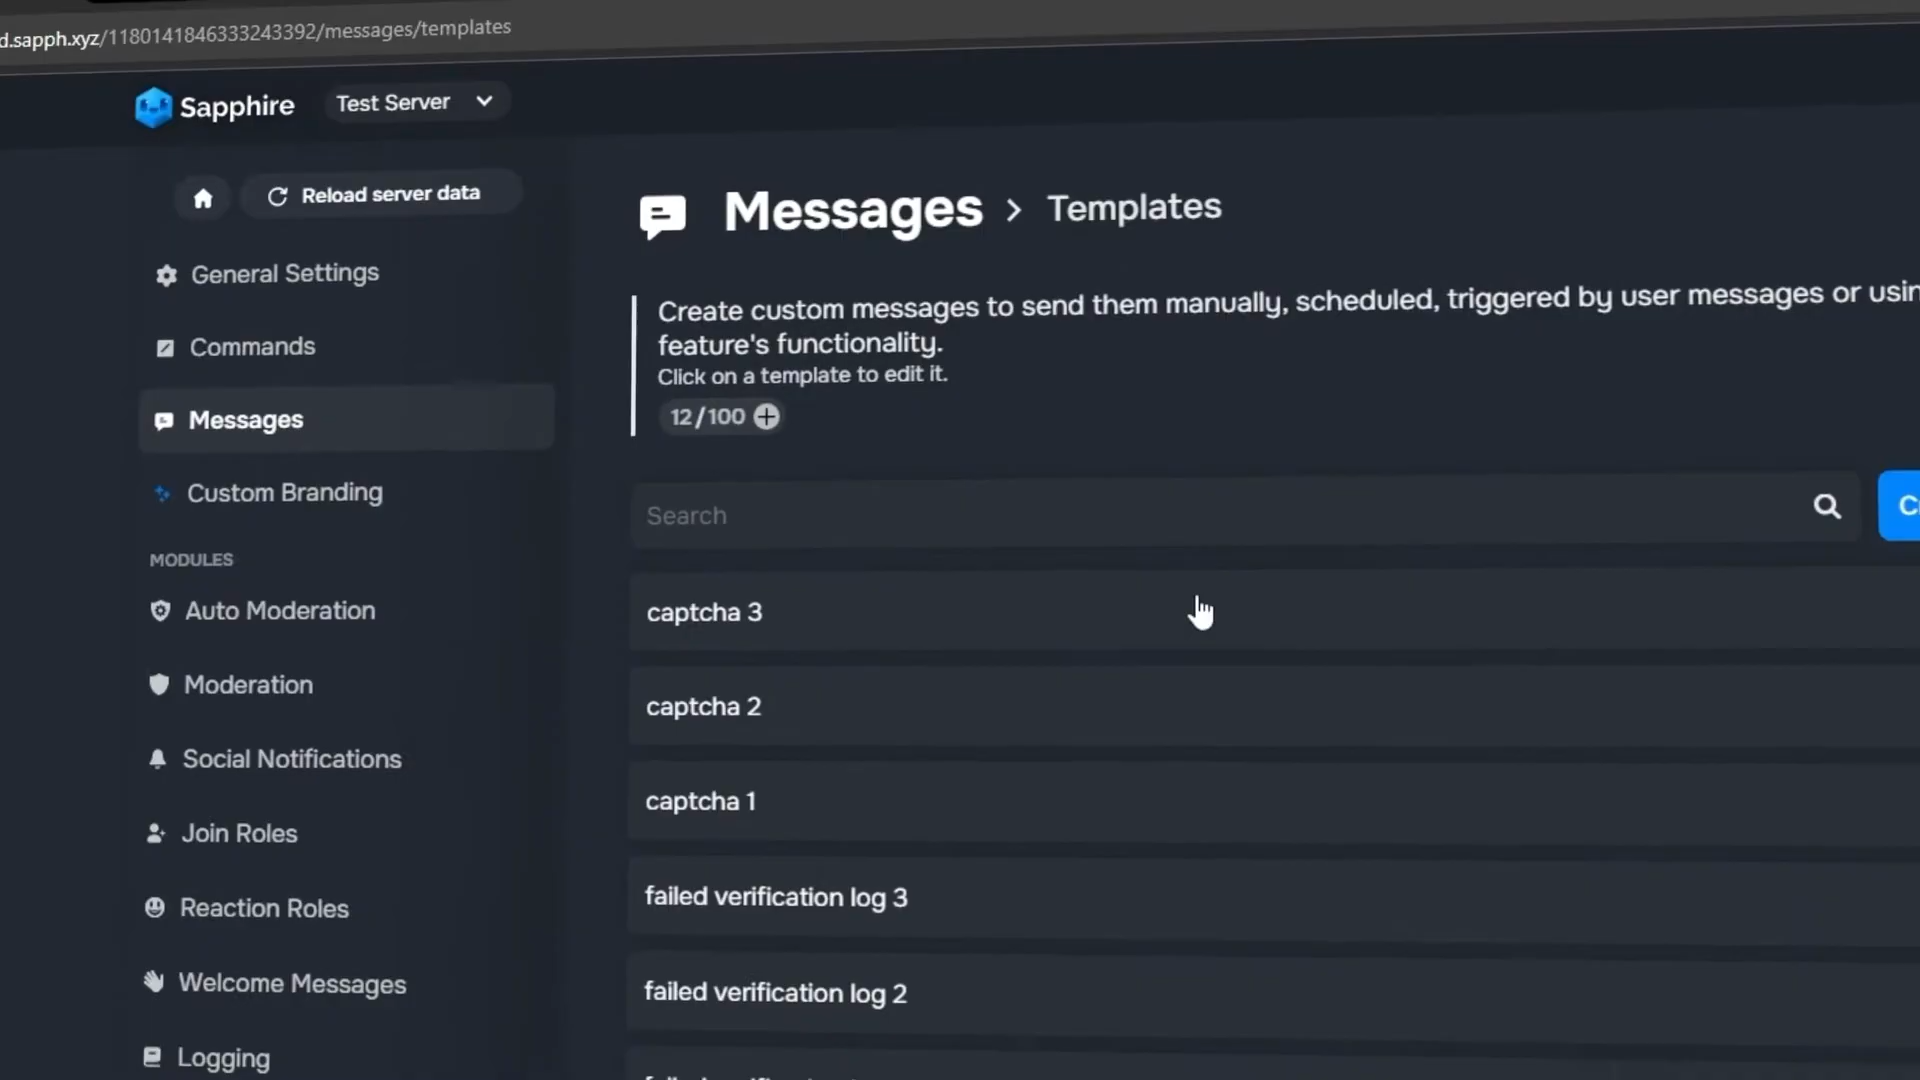 d.sapph.xyz/1180141846333243392/messages/templates
Sapphire
Test Server
Reload server data
General Settings
Commands
Messages
Custom Branding
MODULES
Auto Moderation
Moderation
Social Notifications
Join Roles
Reaction Roles
Welcome Messages
Logging
Messages > Templates
Create custom messages to send them manually, scheduled, triggered by user messages or
feature's functionality.
Click on a template to edit it.
12/100
Search
captcha 3
captcha 2
captcha 1
failed verification log 3
failed verification log 2